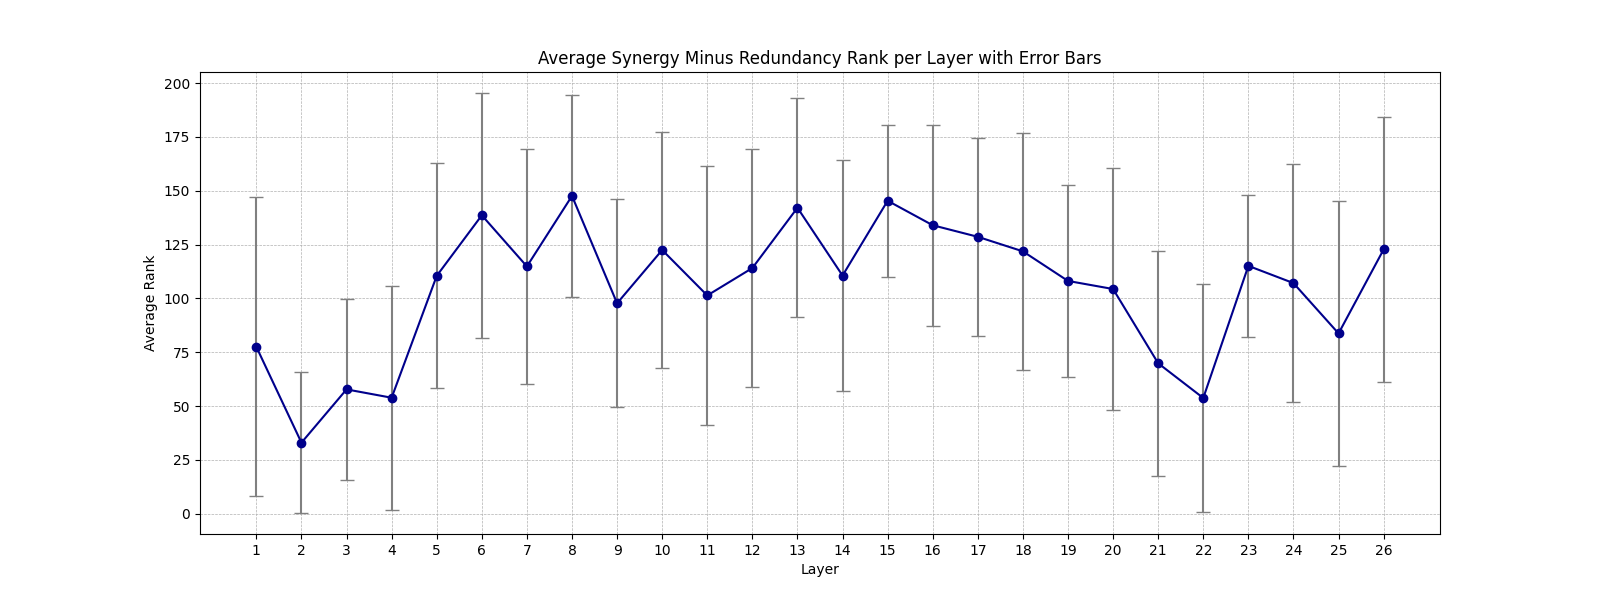 Average Synergy Minus Redundancy Rank per Layer with Error Bars
200
175
150
125
100
75
50
25
0
Average Rank
1 2 3 4 5 6 7 8 9 10 11 12 13 14 15 16 17 18 19 20 21 22 23 24 25 26
Layer